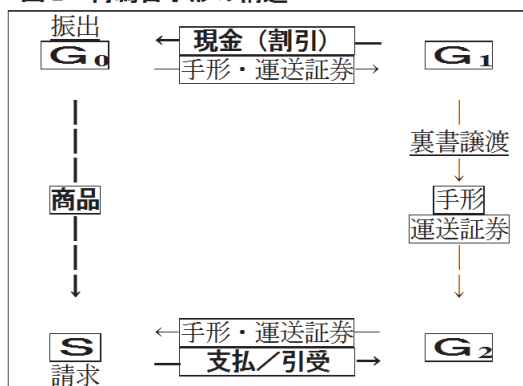 振出
G₀
← 現金（割引） ―
― 手形・運送証券 →
G₁
裏書譲渡
商品
手形
運送証券
← 手形・運送証券 ―
S
― 支払／引受 →
G₂
請求